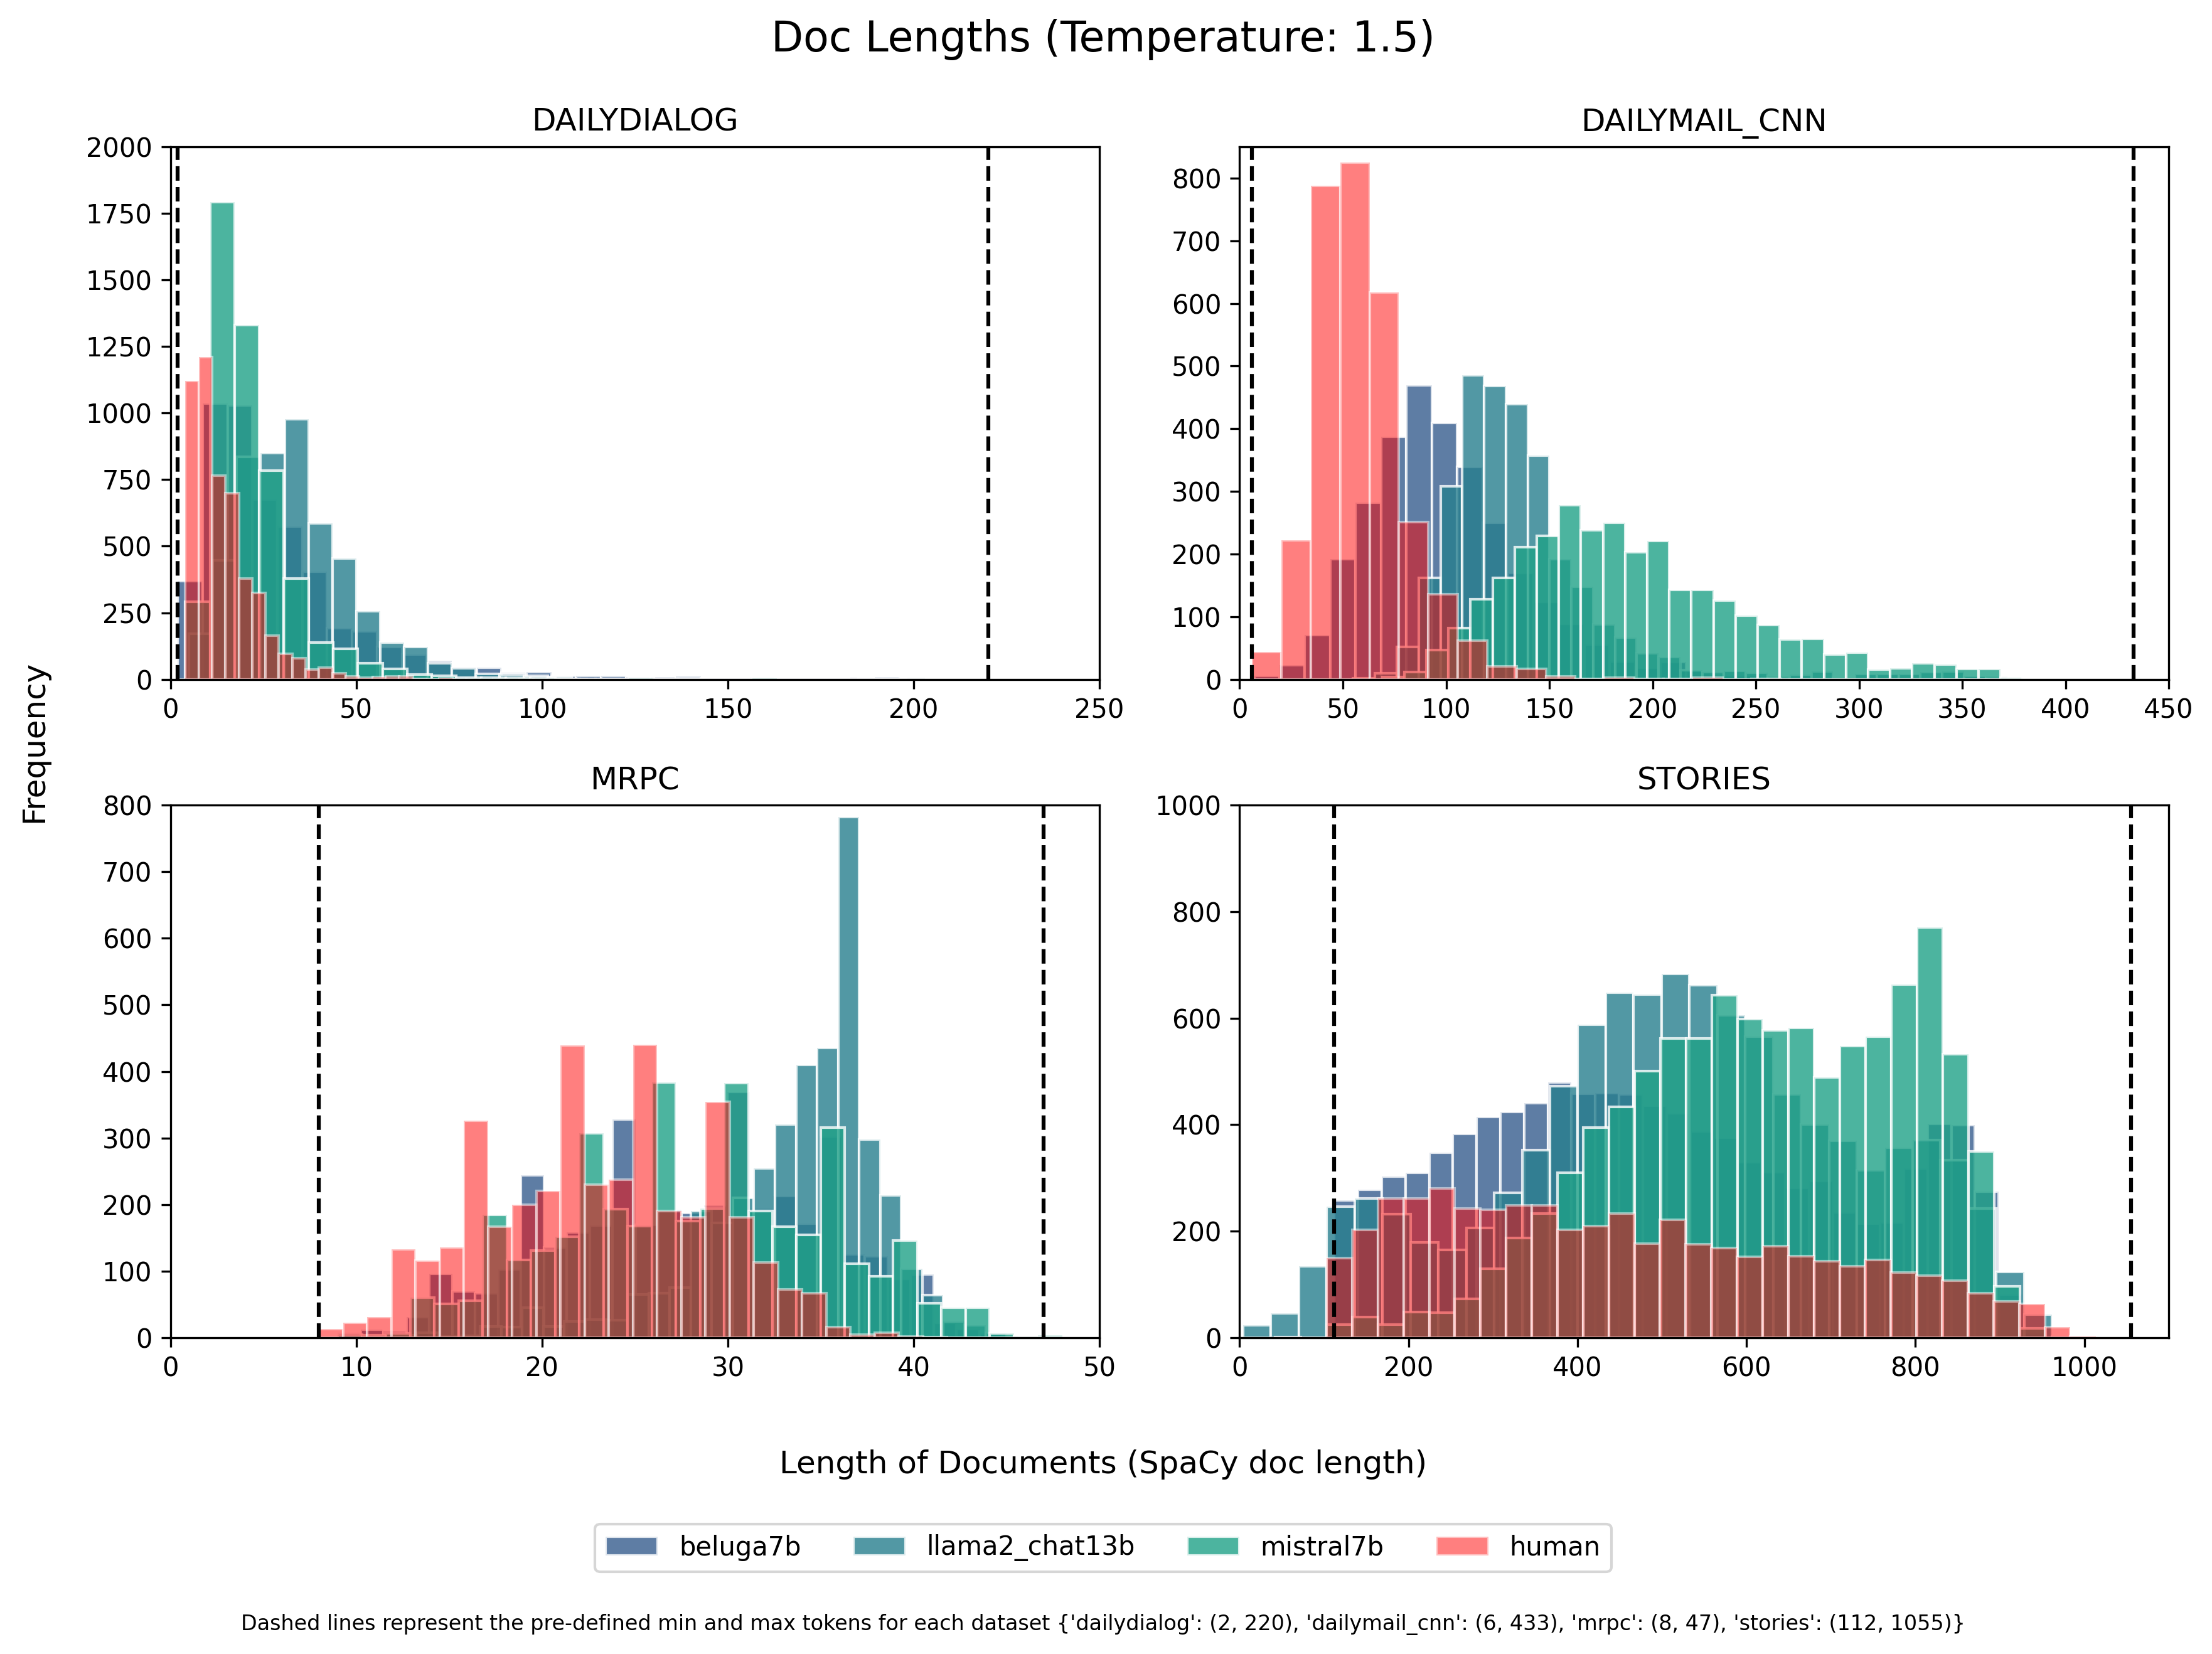 Doc Lengths (Temperature: 1.5)
DAILYDIALOG
2000
1750
1500
1250
1000
750
500
250
0
0 50 100 150 200 250
DAILYMAIL_CNN
800
700
600
500
400
300
200
100
0
0 50 100 150 200 250 300 350 400 450
Frequency
MRPC
800
700
600
500
400
300
200
100
0
0 10 20 30 40 50
STORIES
1000
800
600
400
200
0
0 200 400 600 800 1000
Length of Documents (SpaCy doc length)
beluga7b llama2_chat13b mistral7b human
Dashed lines represent the pre-defined min and max tokens for each dataset {'dailydialog': (2, 220), 'dailymail_cnn': (6, 433), 'mrpc': (8, 47), 'stories': (112, 1055)}